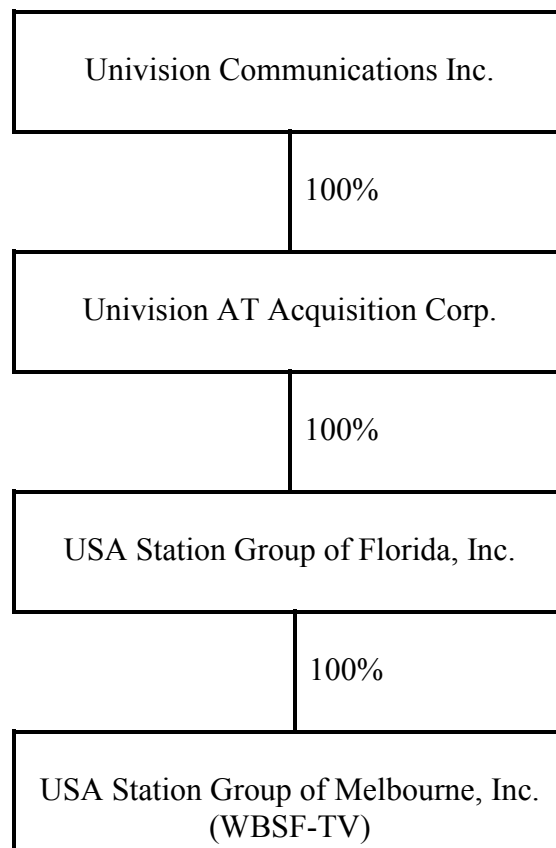 Univision Communications Inc.
100%
Univision AT Acquisition Corp.
100%
USA Station Group of Florida, Inc.
100%
USA Station Group of Melbourne, Inc.
(WBSF-TV)